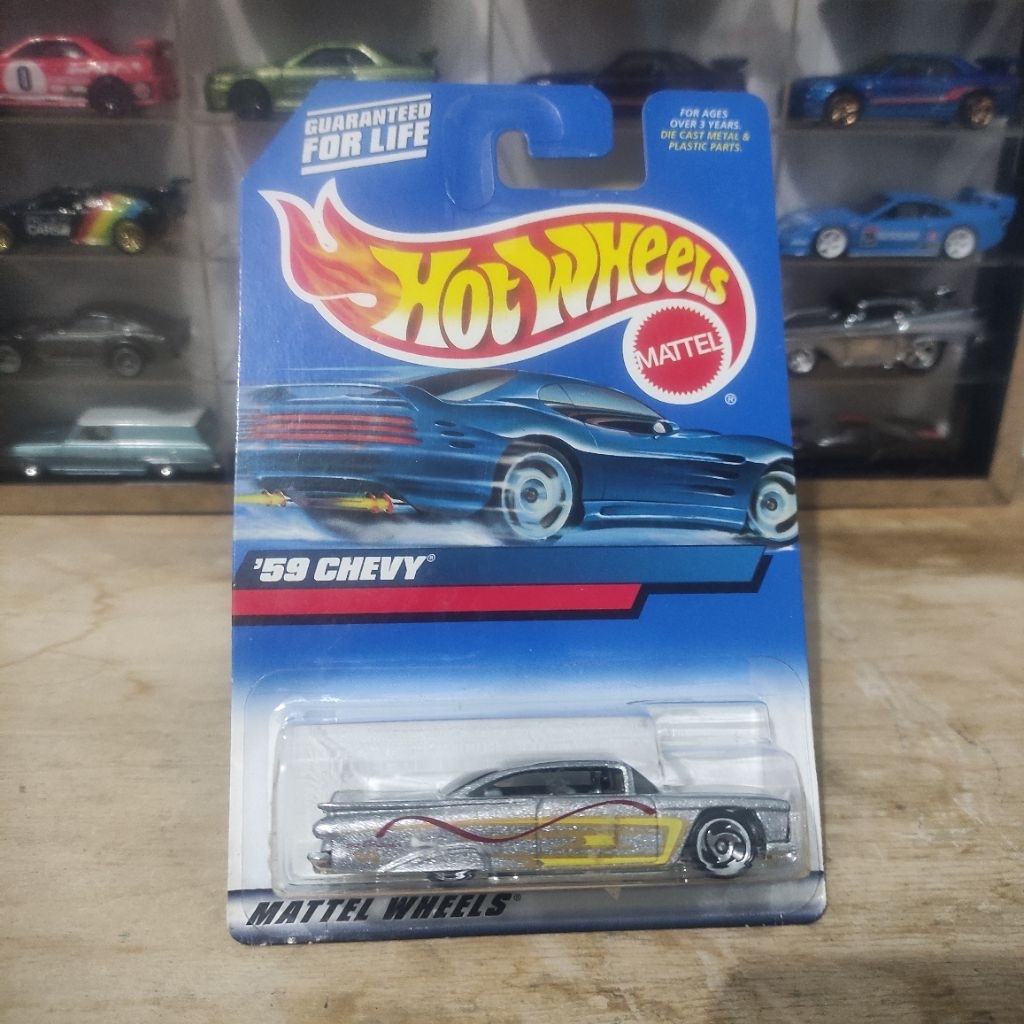 GUARANTEED
FOR LIFE
FOR AGES
OVER 3 YEARS.
DIE CAST METAL &
PLASTIC PARTS.
HOT WHEELS
MATTEL
®
'59 CHEVY®
MATTEL WHEELS®
0